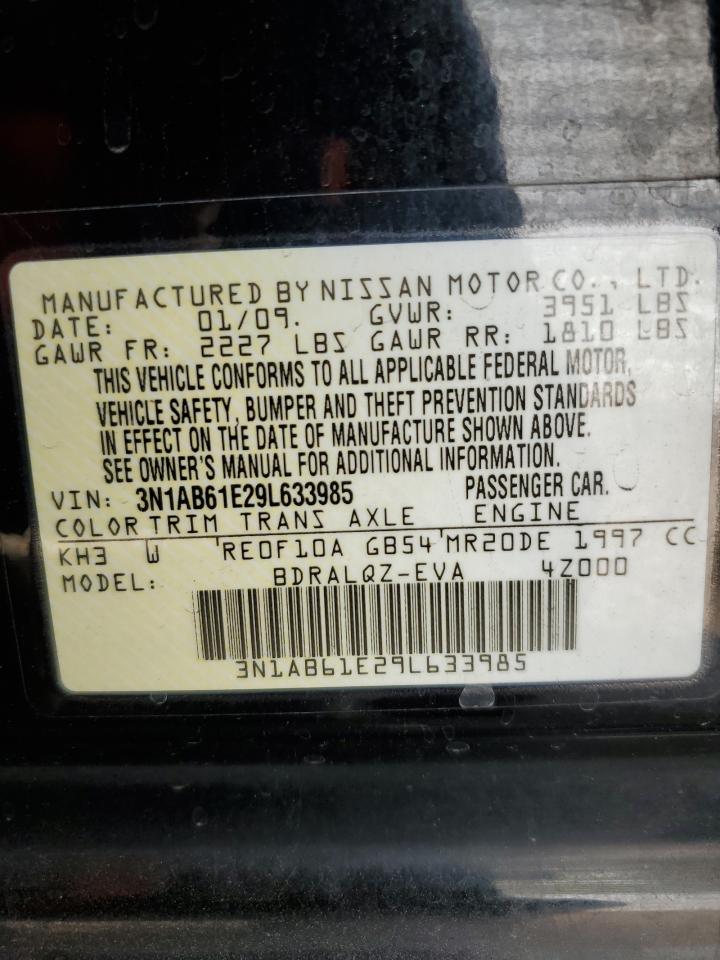 MANUFACTURED BY NISSAN MOTOR CO., LTD.
DATE: 01/09. GVWR: 3951 LBS
GAWR FR: 2227 LBS GAWR RR: 1810 LBS
THIS VEHICLE CONFORMS TO ALL APPLICABLE FEDERAL MOTOR,
VEHICLE SAFETY, BUMPER AND THEFT PREVENTION STANDARDS
IN EFFECT ON THE DATE OF MANUFACTURE SHOWN ABOVE.
SEE OWNER'S MANUAL FOR ADDITIONAL INFORMATION.
VIN: 3N1AB61E29L633985 PASSENGER CAR.
COLOR TRIM TRANS AXLE ENGINE
KH3 W RE0F10A GB54 MR20DE 1997 CC
MODEL: BDRALQZ-EVA 4Z000
3N1AB61E29L633985